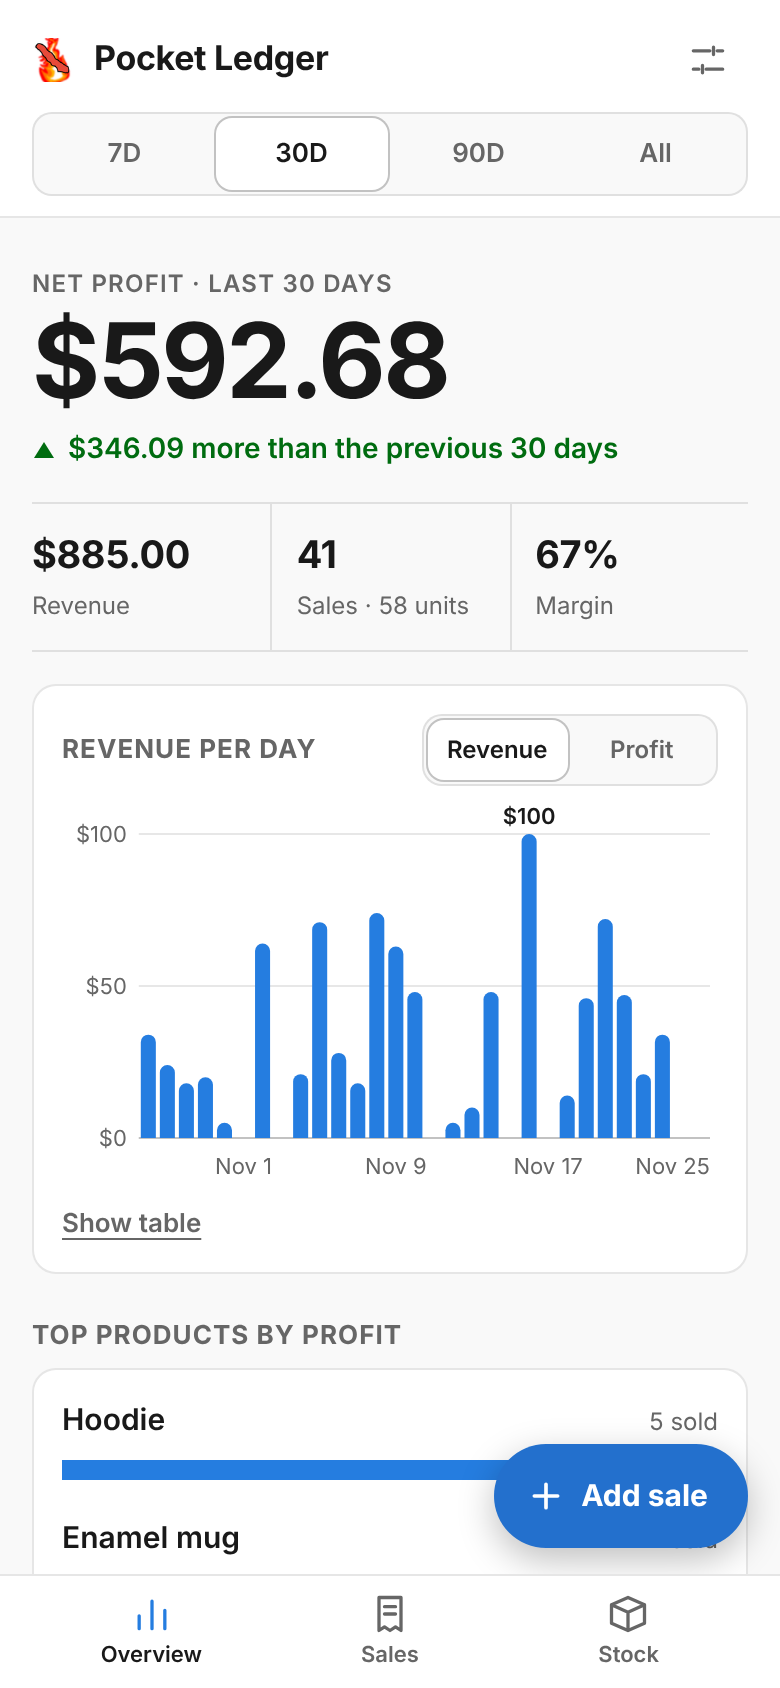 Pocket Ledger
7D 30D 90D All
NET PROFIT · LAST 30 DAYS
$592.68
▲ $346.09 more than the previous 30 days
$885.00 41 67%
Revenue Sales · 58 units Margin
REVENUE PER DAY Revenue Profit
$100
$100
$50
$0
Nov 1 Nov 9 Nov 17 Nov 25
Show table
TOP PRODUCTS BY PROFIT
Hoodie 5 sold
Add sale
Enamel mug
Overview Sales Stock